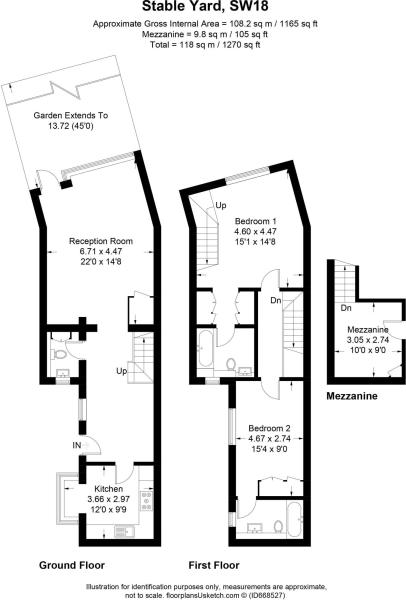 Stable Yard, SW18
Approximate Gross Internal Area = 108.2 sq m / 1165 sq ft
Mezzanine = 9.8 sq m / 105 sq ft
Total = 118 sq m / 1270 sq ft
Garden Extends To
13.72 (45'0)
Reception Room
6.71 x 4.47
22'0 x 14'8
Up
IN
Kitchen
3.66 x 2.97
12'0 x 9'9
Ground Floor
Up
Bedroom 1
4.60 x 4.47
15'1 x 14'8
Dn
Bedroom 2
4.67 x 2.74
15'4 x 9'0
First Floor
Dn
Mezzanine
3.05 x 2.74
10'0 x 9'0
Mezzanine
Illustration for identification purposes only, measurements are approximate,
not to scale. floorplansUsketch.com © (ID668527)